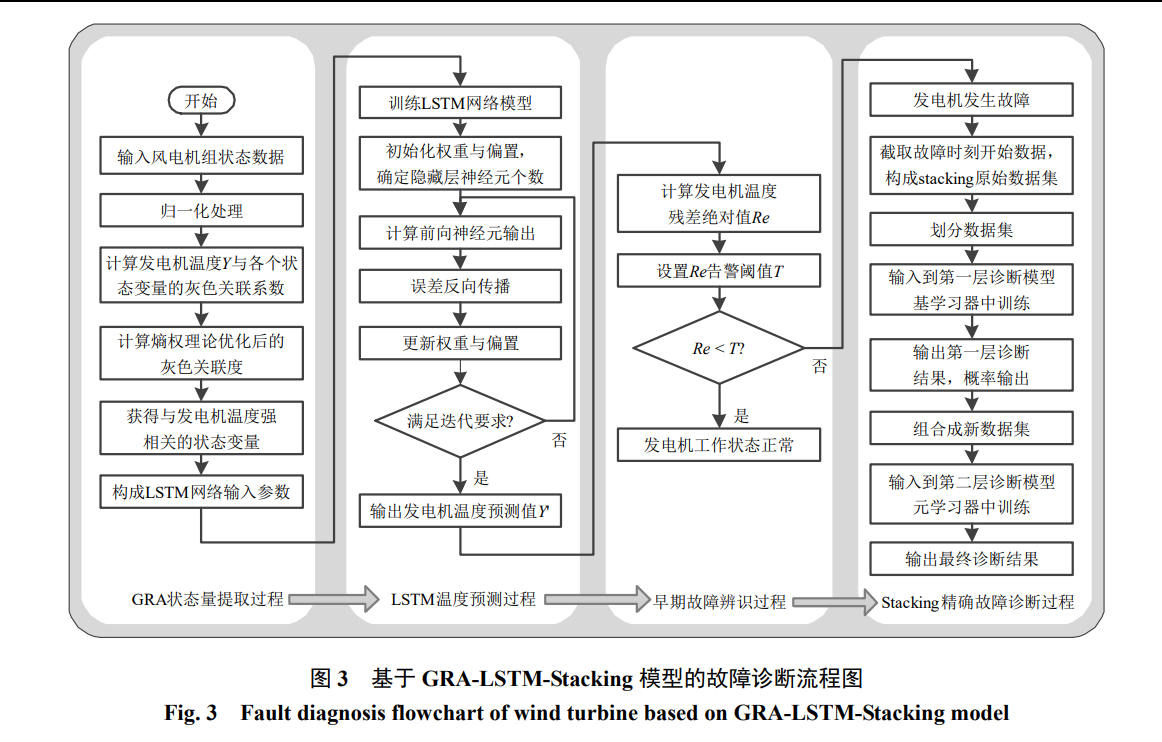 开始
输入风电机组状态数据
归一化处理
计算发电机温度Y与各个状
态变量的灰色关联系数
计算熵权理论优化后的
灰色关联度
获得与发电机温度强
相关的状态变量
构成LSTM网络输入参数
GRA状态量提取过程
训练LSTM网络模型
初始化权重与偏置，
确定隐藏层神经元个数
计算前向神经元输出
误差反向传播
更新权重与偏置
满足迭代要求?
否
是
输出发电机温度预测值Y'
LSTM温度预测过程
计算发电机温度
残差绝对值Re
设置Re告警阈值T
Re < T?
否
是
发电机工作状态正常
早期故障辨识过程
发电机发生故障
截取故障时刻开始数据，
构成stacking原始数据集
划分数据集
输入到第一层诊断模型
基学习器中训练
输出第一层诊断
结果，概率输出
组合成新数据集
输入到第二层诊断模型
元学习器中训练
输出最终诊断结果
Stacking精确故障诊断过程
图 3 基于 GRA-LSTM-Stacking 模型的故障诊断流程图
Fig. 3 Fault diagnosis flowchart of wind turbine based on GRA-LSTM-Stacking model